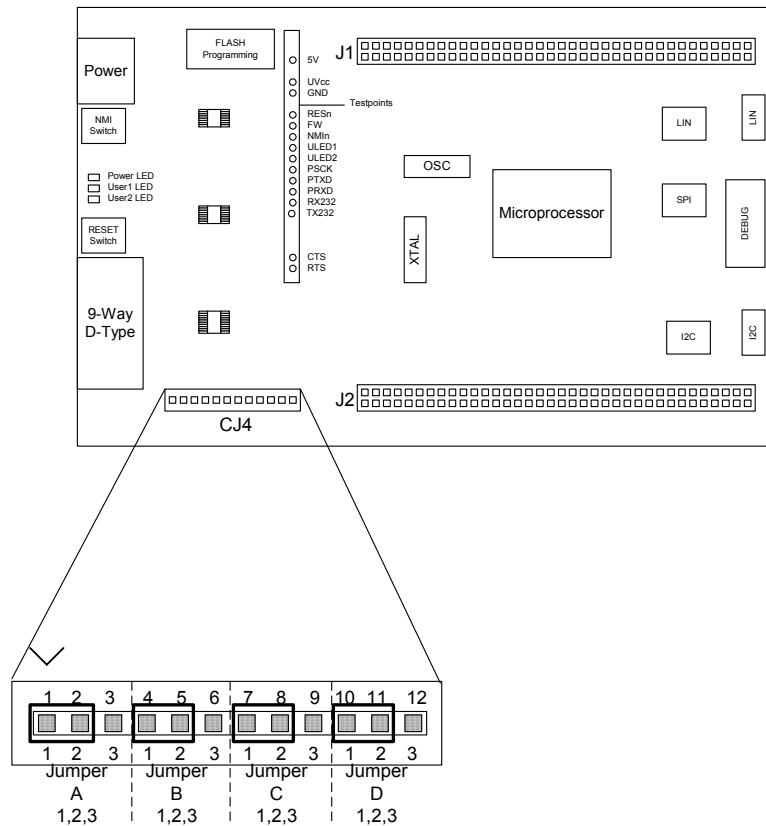 FLASH
Programming
J1
Power
5V
UVcc
GND
Testpoints
NMI
Switch
RESn
FW
NMIn
ULED1
ULED2
PSCK
PTXD
PRXD
RX232
TX232
CTS
RTS
LIN
LIN
OSC
Power LED
User1 LED
User2 LED
Microprocessor
SPI
DEBUG
RESET
Switch
XTAL
9-Way
D-Type
I2C
I2C
J2
CJ4
1 2 3 4 5 6 7 8 9 10 11 12
1 2 3 1 2 3 1 2 3 1 2 3
Jumper Jumper Jumper Jumper
A B C D
1,2,3 1,2,3 1,2,3 1,2,3